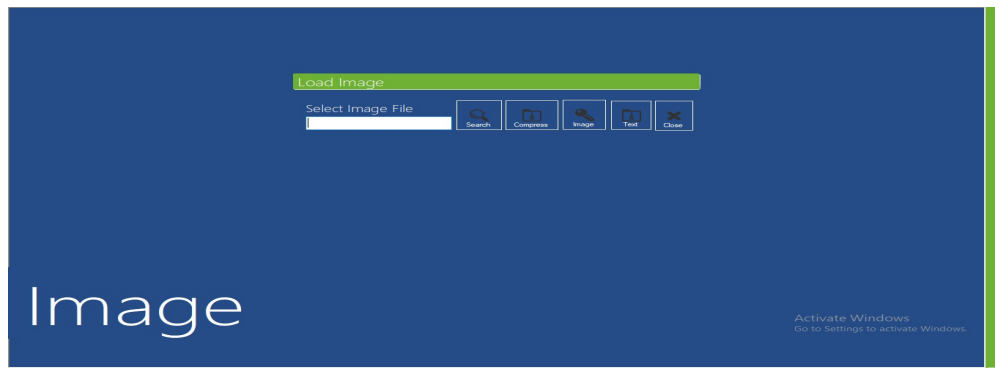 Load Image
Select Image File
Search Compress Image Text Close
Image
Activate Windows
Go to Settings to activate Windows.